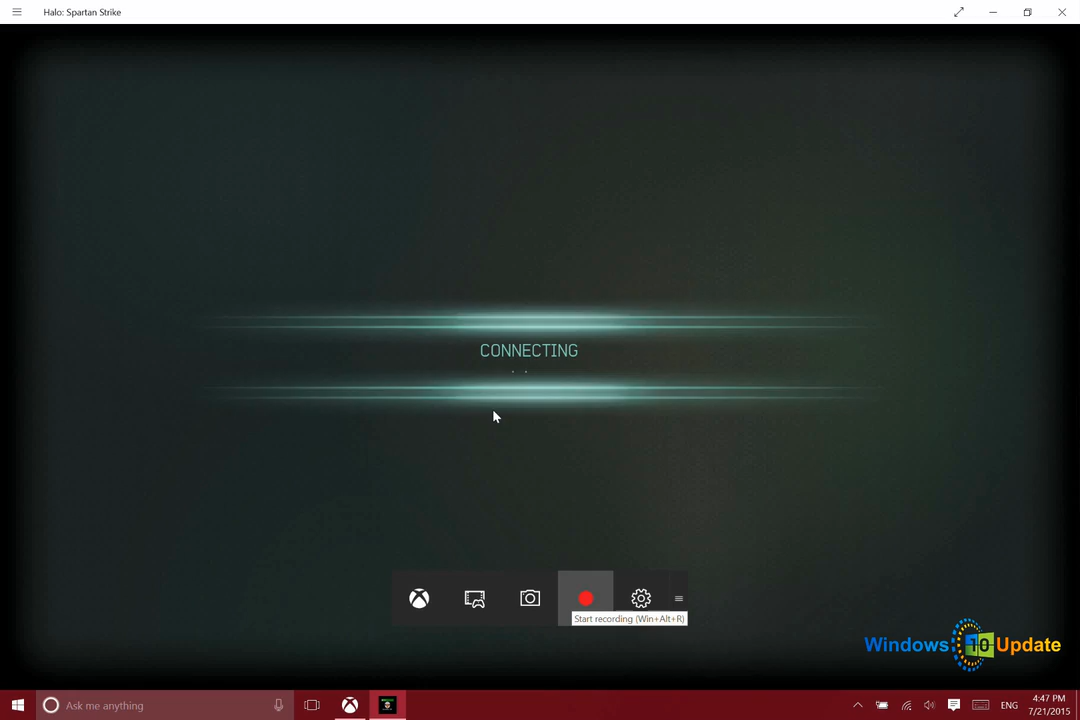 Halo: Spartan Strike
CONNECTING
Start recording (Win+Alt+R)
Windows 10 Update
Ask me anything
ENG
4:47 PM
7/21/2015